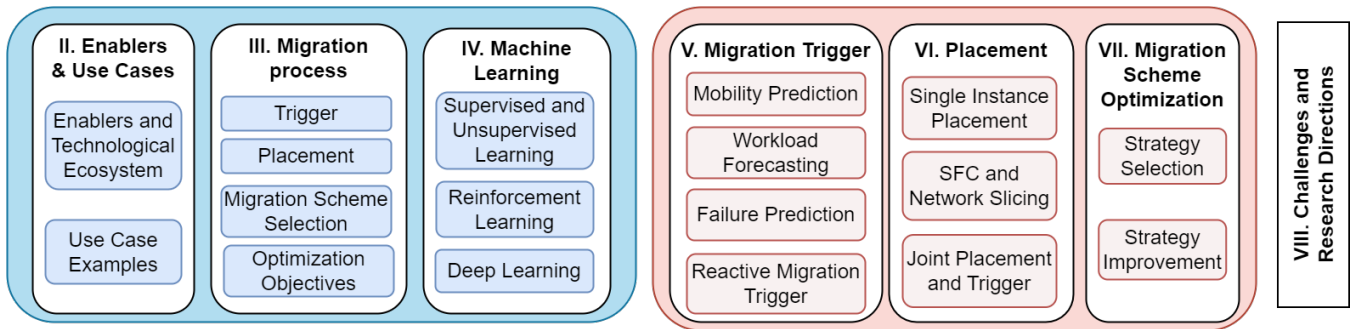 II. Enablers
& Use Cases
Enablers and
Technological
Ecosystem
Use Case
Examples
III. Migration
process
Trigger
Placement
Migration Scheme
Selection
Optimization
Objectives
IV. Machine
Learning
Supervised and
Unsupervised
Learning
Reinforcement
Learning
Deep Learning
V. Migration Trigger
Mobility Prediction
Workload
Forecasting
Failure Prediction
Reactive Migration
Trigger
VI. Placement
Single Instance
Placement
SFC and
Network Slicing
Joint Placement
and Trigger
VII. Migration
Scheme
Optimization
Strategy
Selection
Strategy
Improvement
VIII. Challenges and
Research Directions